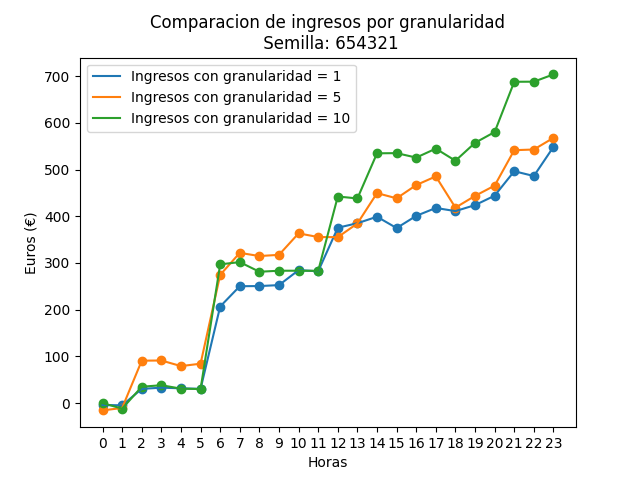 Comparacion de ingresos por granularidad
Semilla: 654321
Ingresos con granularidad = 1
Ingresos con granularidad = 5
Ingresos con granularidad = 10
Euros (€)
700
600
500
400
300
200
100
0
0 1 2 3 4 5 6 7 8 9 10 11 12 13 14 15 16 17 18 19 20 21 22 23
Horas